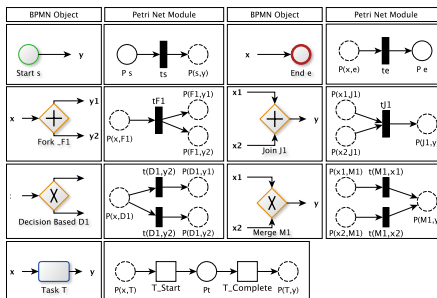 BPMN Object
Petri Net Module
BPMN Object
Petri Net Module
y
Start s
P s
ts
P(s,y)
x
End e
P(x,e)
te
P e
x
y1
y2
Fork _F1
P(x,F1)
tF1
P(F1,y1)
P(F1,y2)
x1
x2
y
Join J1
P(x1,J1)
P(x2,J1)
tJ1
P(J1,y
X
Decision Based D1
P(x,D1)
t(D1,y2)
P(D1,y1)
t(D1,y2)
P(D1,y2)
x1
x2
X
y
Merge M1
P(x1,M1)
t(M1,x1)
P(x2,M1)
t(M1,x2)
P(M1,y
x
y
Task T
P(x,T)
T_Start
Pt
T_Complete
P(T,y)